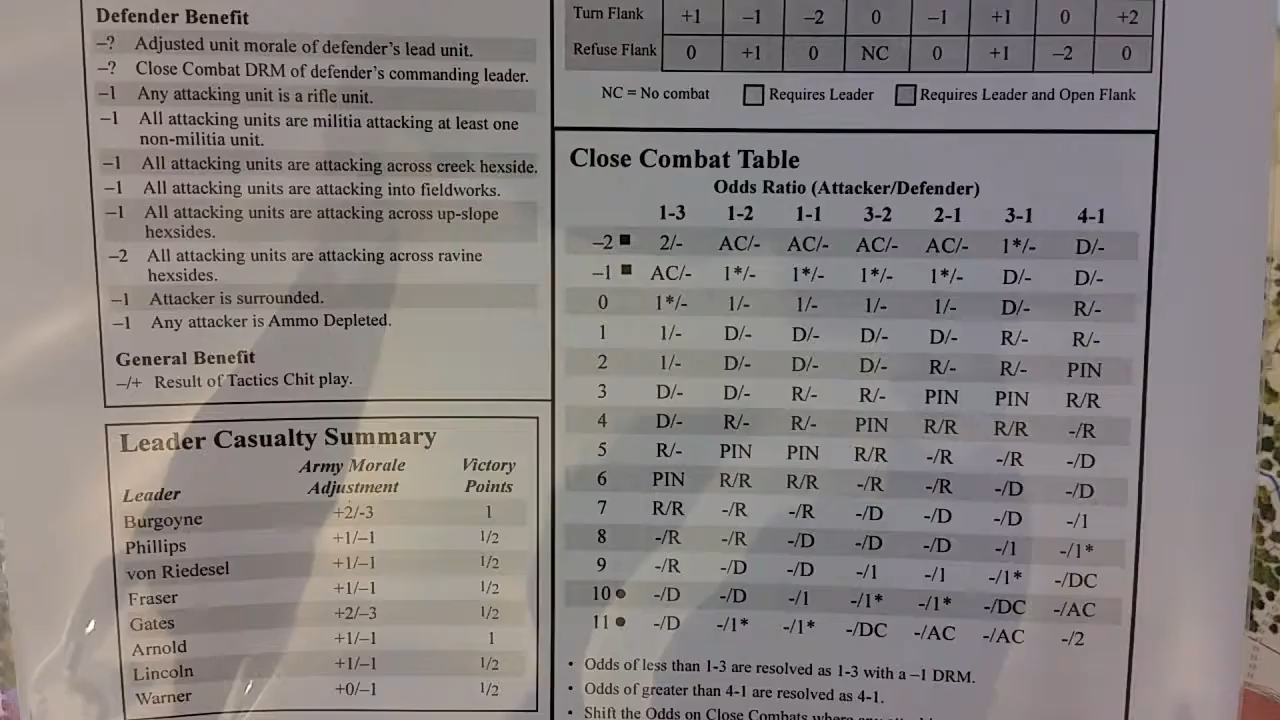 Defender Benefit
–? Adjusted unit morale of defender's lead unit.
–? Close Combat DRM of defender's commanding leader.
–1 Any attacking unit is a rifle unit.
–1 All attacking units are militia attacking at least one
non-militia unit.
–1 All attacking units are attacking across creek hexside.
–1 All attacking units are attacking into fieldworks.
–1 All attacking units are attacking across up-slope
hexsides.
–2 All attacking units are attacking across ravine
hexsides.
–1 Attacker is surrounded.
–1 Any attacker is Ammo Depleted.
General Benefit
–/+ Result of Tactics Chit play.
Leader Casualty Summary
Army Morale Victory
Leader Adjustment Points
Burgoyne +2/-3 1
Phillips +1/–1 1/2
von Riedesel +1/–1 1/2
Fraser +1/–1 1/2
Gates +2/–3 1/2
Arnold +1/–1 1
Lincoln +1/–1 1/2
Warner +0/–1 1/2
Turn Flank +1 –1 –2 0 –1 +1 0 +2
Refuse Flank 0 +1 0 NC 0 +1 –2 0
NC = No combat Requires Leader Requires Leader and Open Flank
Close Combat Table
Odds Ratio (Attacker/Defender)
1-3 1-2 1-1 3-2 2-1 3-1 4-1
–2 ■ 2/- AC/- AC/- AC/- AC/- 1*/- D/-
–1 ■ AC/- 1*/- 1*/- 1*/- 1*/- D/- D/-
0 1*/- 1/- 1/- 1/- 1/- D/- R/-
1 1/- D/- D/- D/- D/- R/- R/-
2 1/- D/- D/- D/- R/- R/- PIN
3 D/- D/- R/- R/- PIN PIN R/R
4 D/- R/- R/- PIN R/R R/R -/R
5 R/- PIN PIN R/R -/R -/R -/D
6 PIN R/R R/R -/R -/R -/D -/D
7 R/R -/R -/R -/D -/D -/D -/1
8 -/R -/R -/D -/D -/D -/1 -/1*
9 -/R -/D -/D -/1 -/1 -/1* -/DC
10 ● -/D -/D -/1 -/1* -/1* -/DC -/AC
11 ● -/D -/1* -/1* -/DC -/AC -/AC -/2
• Odds of less than 1-3 are resolved as 1-3 with a –1 DRM.
• Odds of greater than 4-1 are resolved as 4-1.
• Shift the Odds on Close Combats where any